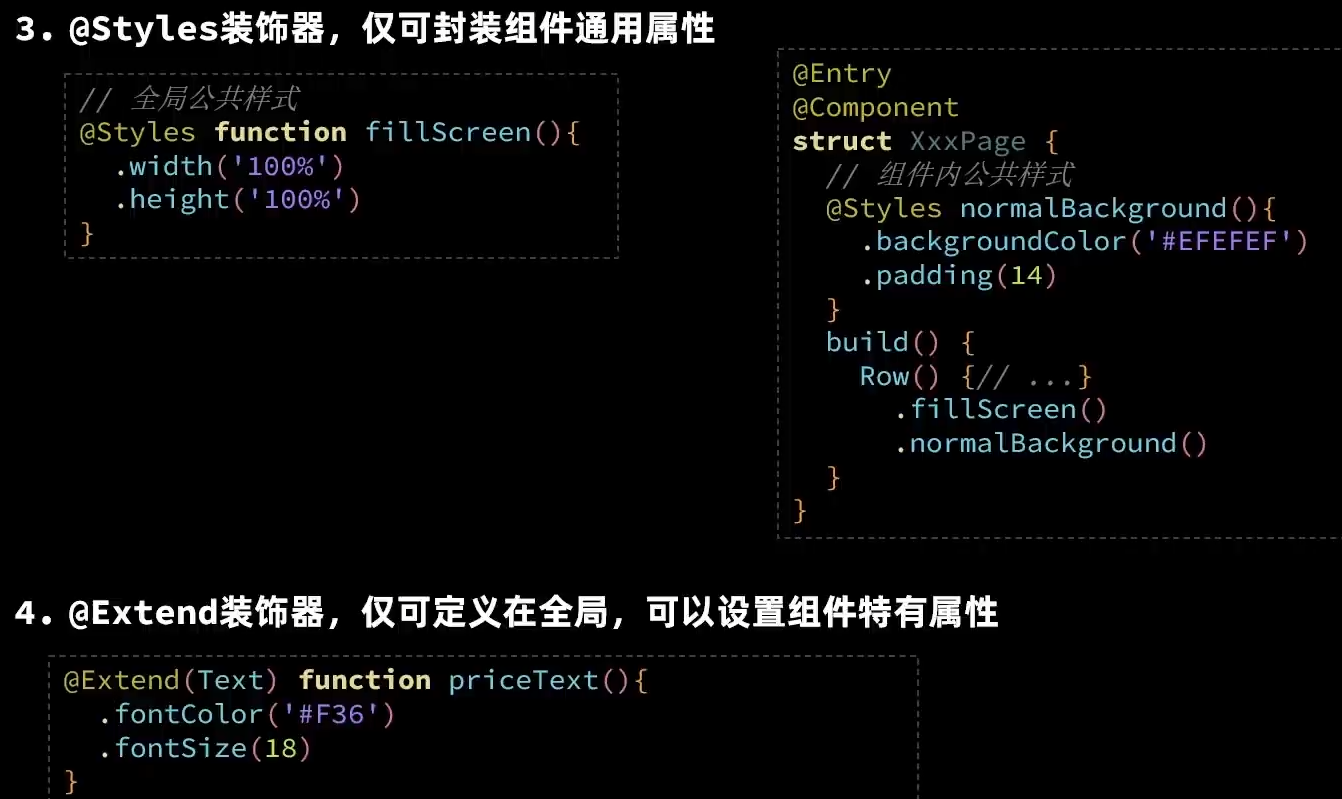 3. @Styles装饰器，仅可封装组件通用属性
// 全局公共样式
@Styles function fillScreen(){
.width('100%')
.height('100%')
}
@Entry
@Component
struct XxxPage {
// 组件内公共样式
@Styles normalBackground(){
.backgroundColor('#EFEFEF')
.padding(14)
}
build() {
Row() {// ...}
.fillScreen()
.normalBackground()
}
}
4. @Extend装饰器，仅可定义在全局，可以设置组件特有属性
@Extend(Text) function priceText(){
.fontColor('#F36')
.fontSize(18)
}